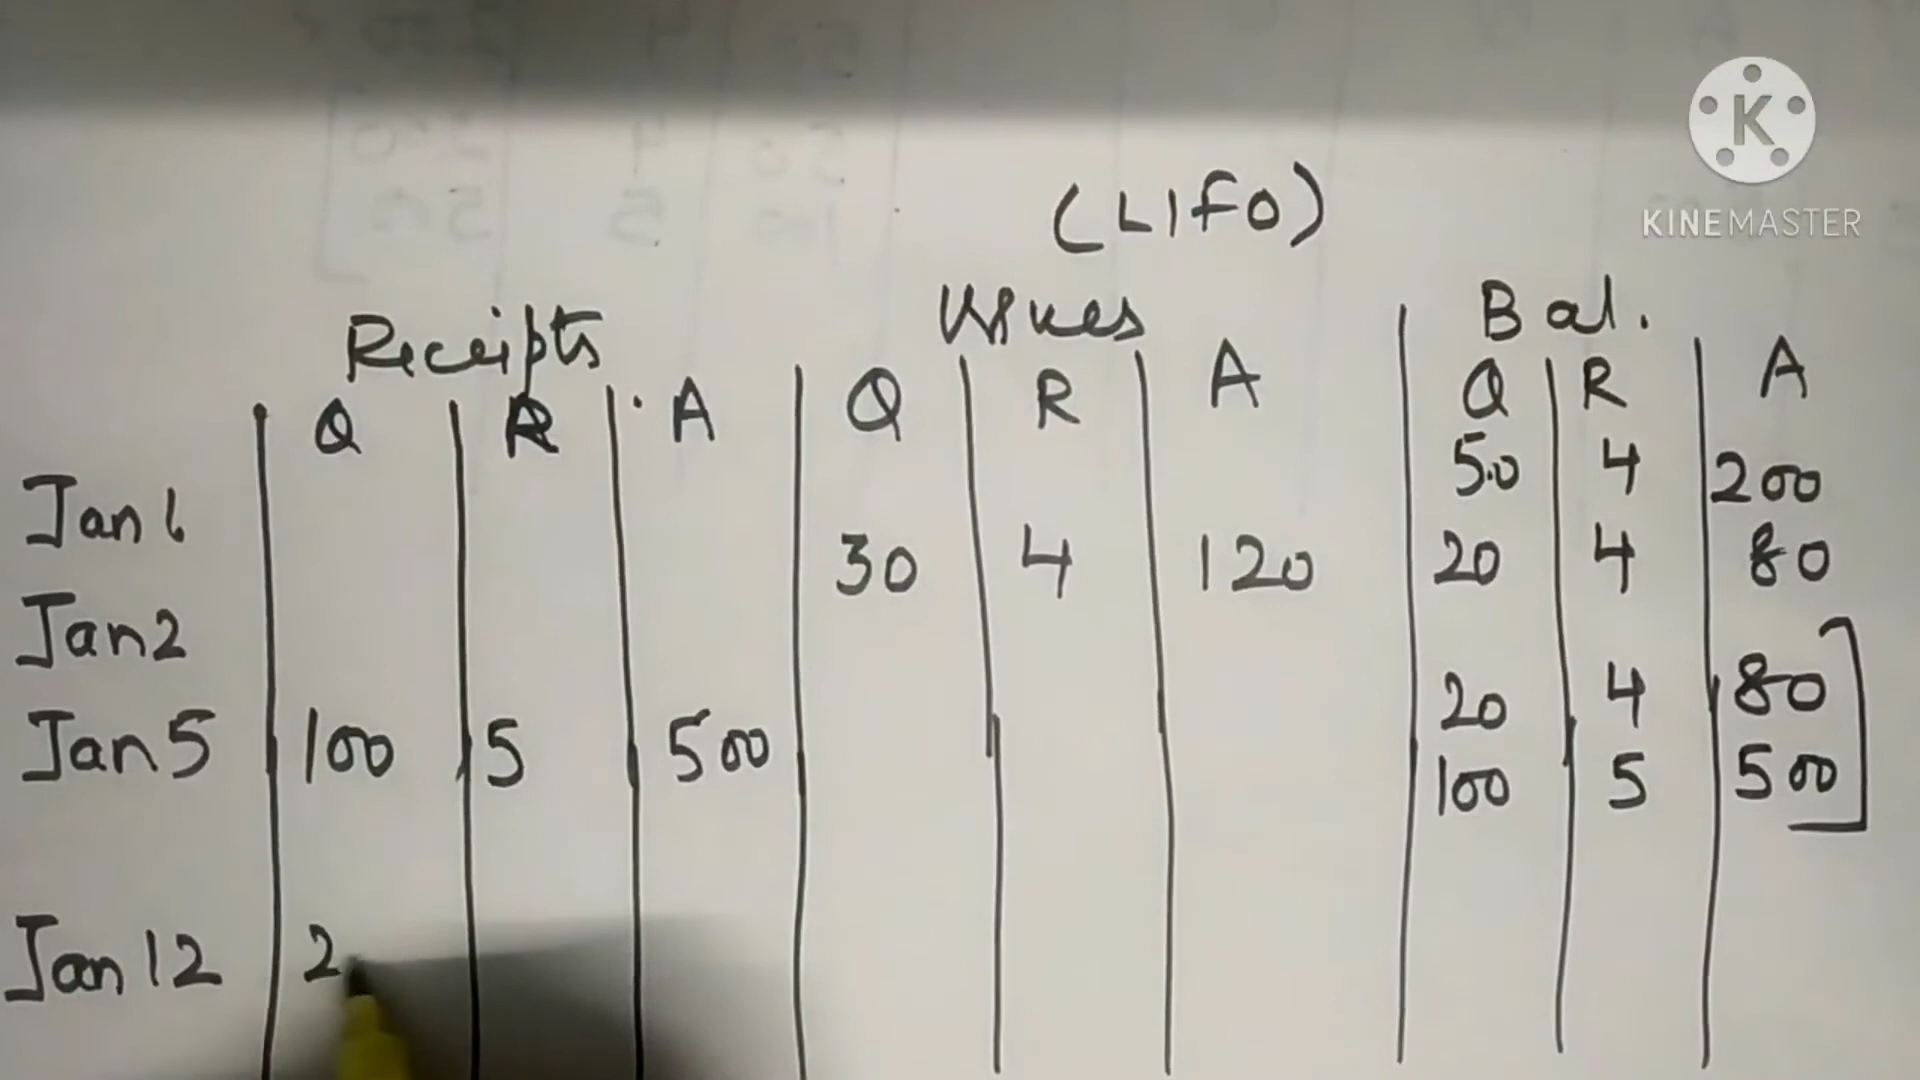 K
KINEMASTER
(LIFO)
Receipts Issues Bal.
Q R A Q R A Q R A
Jan 1 50 4 200
Jan 2 30 4 120 20 4 80
20 4 80
Jan 5 100 5 500 100 5 500
Jan 12 2